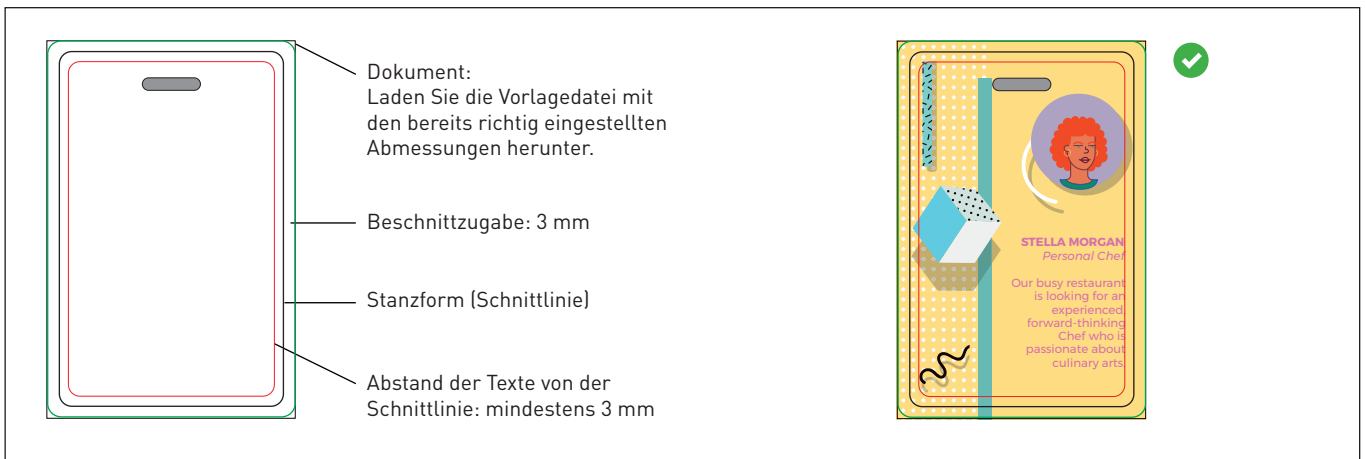 Dokument:
Laden Sie die Vorlagedatei mit
den bereits richtig eingestellten
Abmessungen herunter.
Beschnittzugabe: 3 mm
Stanzform (Schnittlinie)
Abstand der Texte von der
Schnittlinie: mindestens 3 mm
STELLA MORGAN
Personal Chef
Our busy restaurant
is looking for an
experienced,
forward-thinking
Chef who is
passionate about
culinary arts.